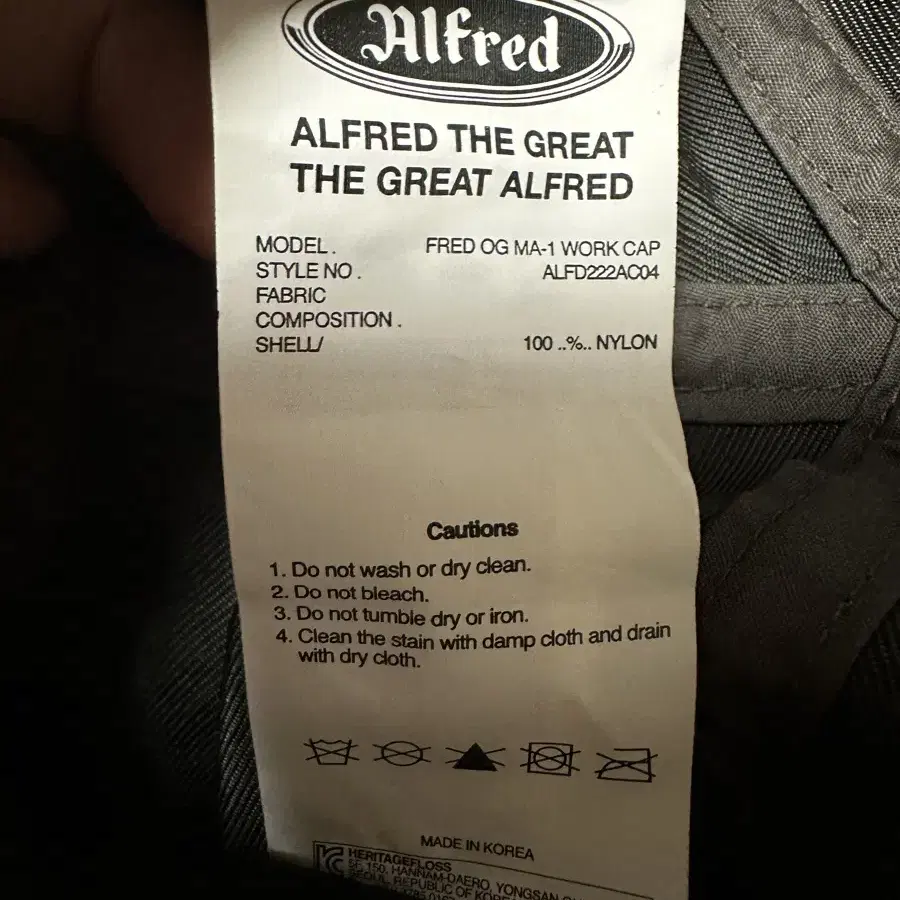 Alfred
ALFRED THE GREAT
THE GREAT ALFRED
MODEL . FRED OG MA-1 WORK CAP
STYLE NO . ALFD222AC04
FABRIC
COMPOSITION .
SHELL/ 100 ..%.. NYLON
Cautions
1. Do not wash or dry clean.
2. Do not bleach.
3. Do not tumble dry or iron.
4. Clean the stain with damp cloth and drain
with dry cloth.
MADE IN KOREA
HERITAGEFLOSS
5F, 150, HANNAM-DAERO, YONGSAN
SEOUL, REPUBLIC OF